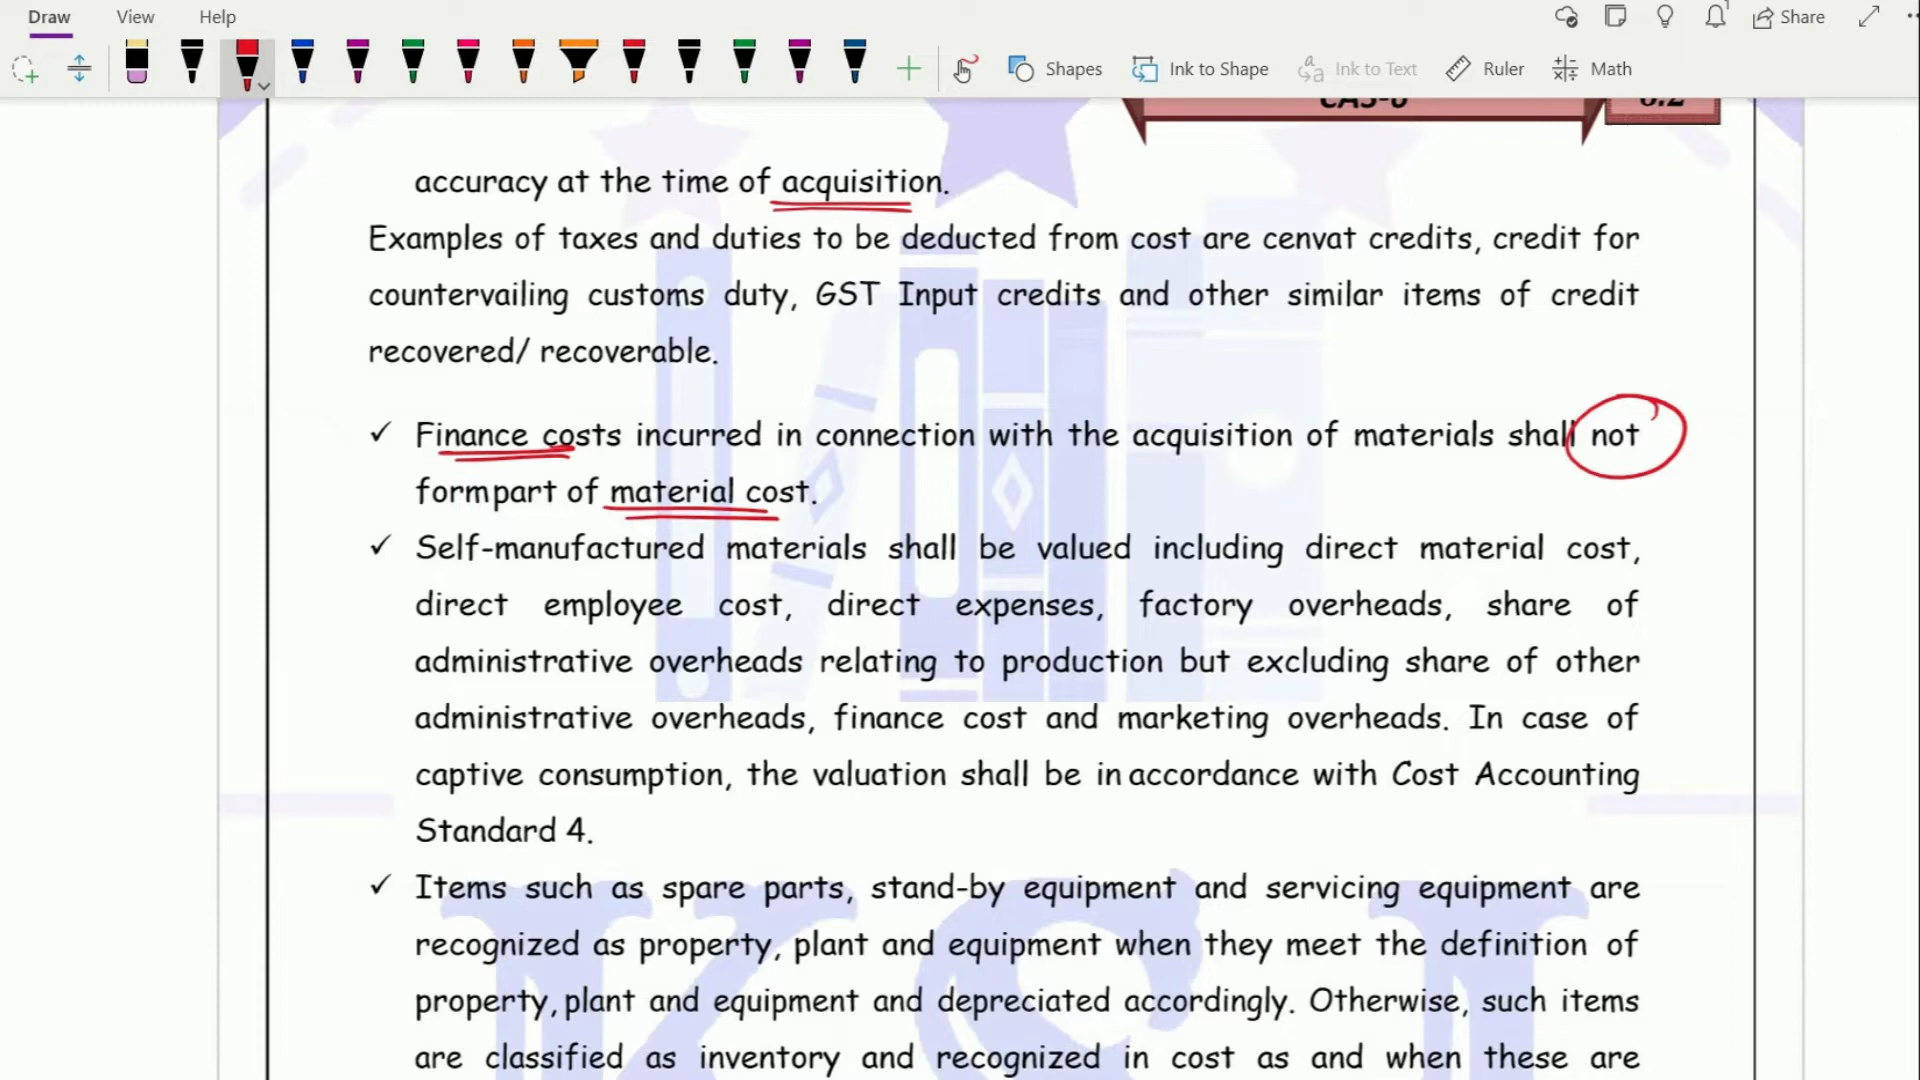 Draw View Help Share
Shapes Ink to Shape Ink to Text Ruler Math
CAS-6 6.2
accuracy at the time of acquisition.
Examples of taxes and duties to be deducted from cost are cenvat credits, credit for
countervailing customs duty, GST Input credits and other similar items of credit
recovered/ recoverable.
✓ Finance costs incurred in connection with the acquisition of materials shall not
formpart of material cost.
✓ Self-manufactured materials shall be valued including direct material cost,
direct employee cost, direct expenses, factory overheads, share of
administrative overheads relating to production but excluding share of other
administrative overheads, finance cost and marketing overheads. In case of
captive consumption, the valuation shall be in accordance with Cost Accounting
Standard 4.
✓ Items such as spare parts, stand-by equipment and servicing equipment are
recognized as property, plant and equipment when they meet the definition of
property, plant and equipment and depreciated accordingly. Otherwise, such items
are classified as inventory and recognized in cost as and when these are